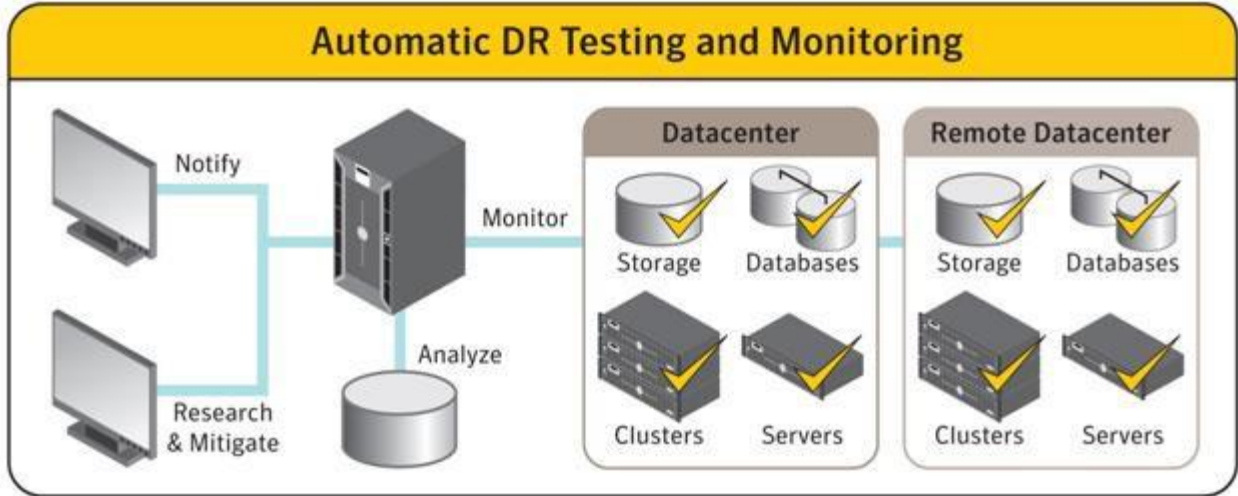 Automatic DR Testing and Monitoring
Notify
Research
& Mitigate
Analyze
Monitor
Datacenter
Storage
Databases
Clusters
Servers
Remote Datacenter
Storage
Databases
Clusters
Servers